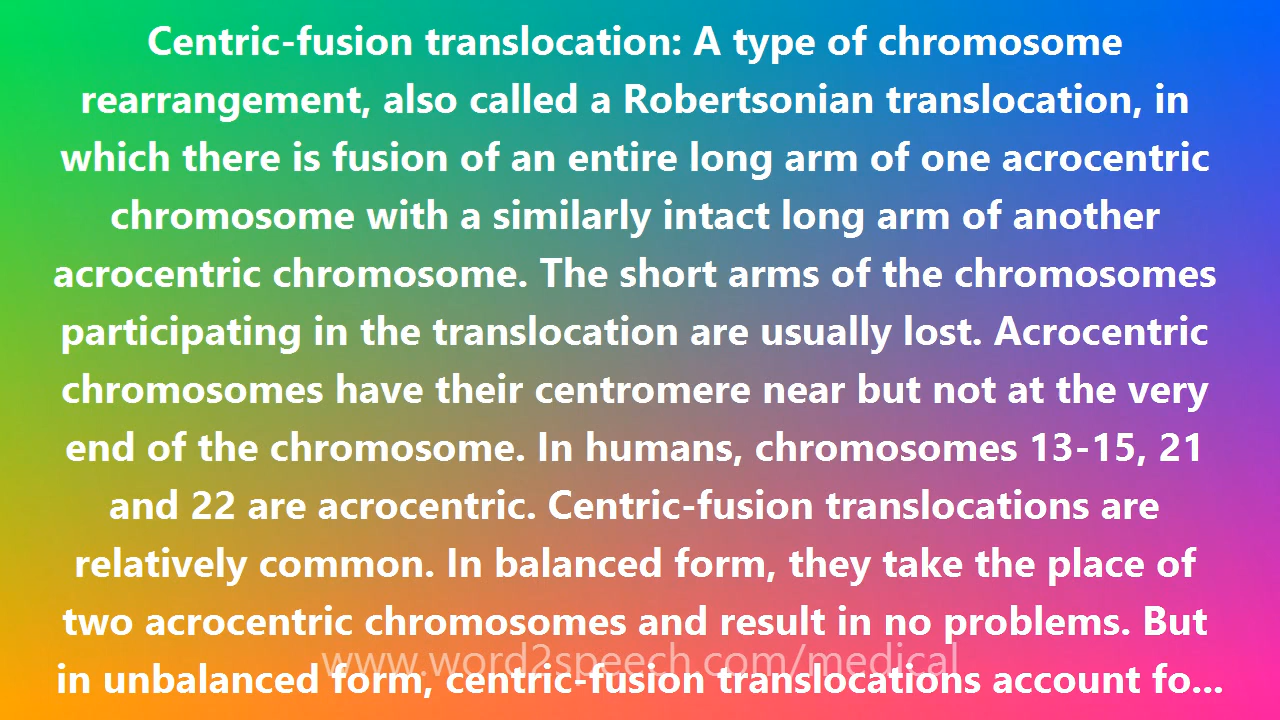 Centric-fusion translocation: A type of chromosome
rearrangement, also called a Robertsonian translocation, in
which there is fusion of an entire long arm of one acrocentric
chromosome with a similarly intact long arm of another
acrocentric chromosome. The short arms of the chromosomes
participating in the translocation are usually lost. Acrocentric
chromosomes have their centromere near but not at the very
end of the chromosome. In humans, chromosomes 13-15, 21
and 22 are acrocentric. Centric-fusion translocations are
relatively common. In balanced form, they take the place of
two acrocentric chromosomes and result in no problems. But
www.word2speech.com/medical
in unbalanced form, centric-fusion translocations account fo...